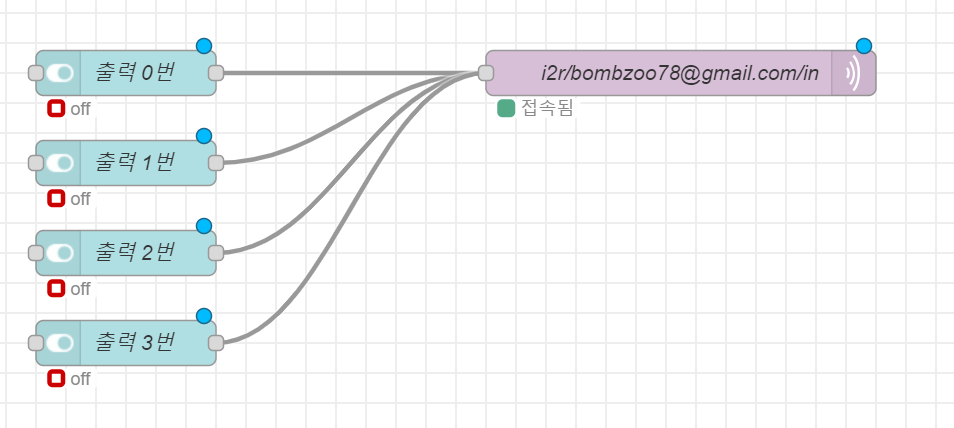 출력 0번
i2r/bombzoo78@gmail.com/in
off
접속됨
출력 1번
off
출력 2번
off
출력 3번
off